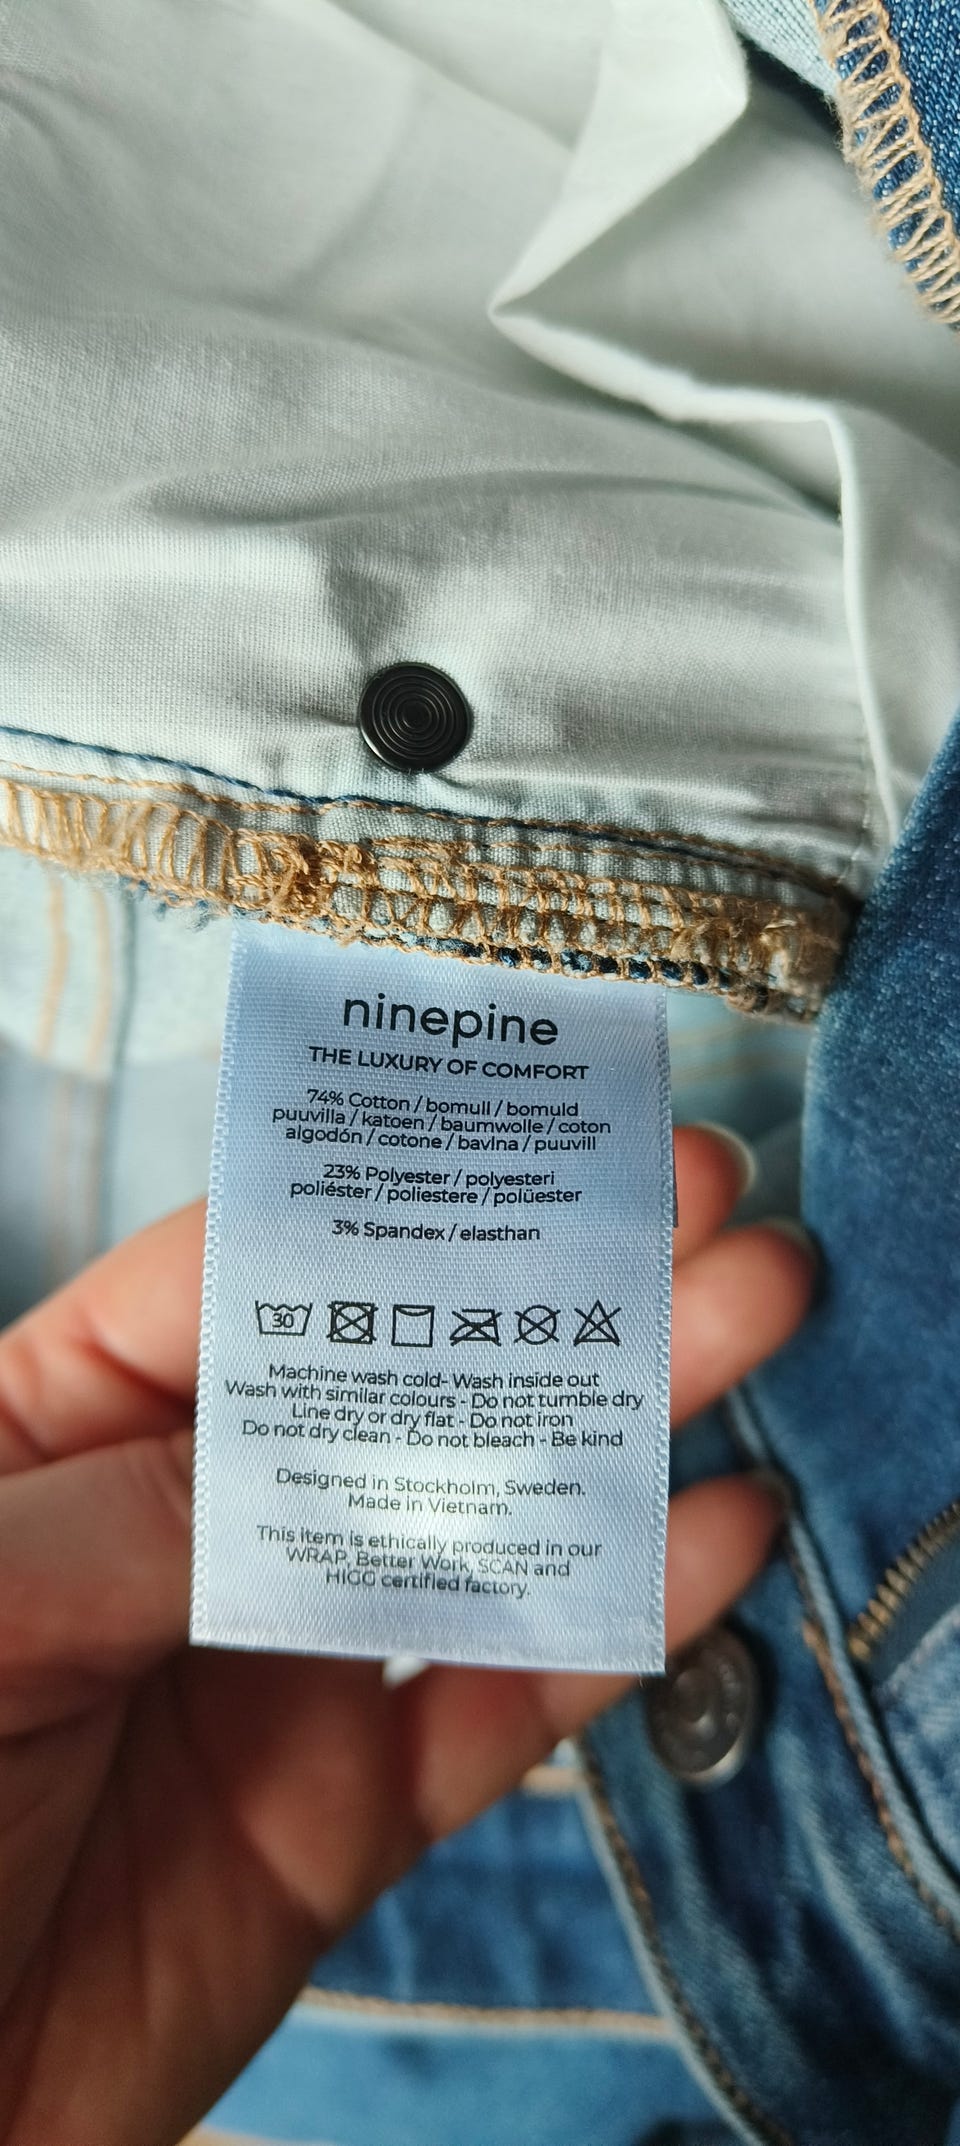 ninepine
THE LUXURY OF COMFORT
74% Cotton / bomull / bomuld
puuvilla / katoen / baumwolle / coton
algodón / cotone / bavlna / puuvill
23% Polyester / polyesteri
poliéster / poliestere / polüester
3% Spandex / elasthan
30
Machine wash cold- Wash inside out
Wash with similar colours - Do not tumble dry
Line dry or dry flat - Do not iron
Do not dry clean - Do not bleach - Be kind
Designed in Stockholm, Sweden.
Made in Vietnam.
This item is ethically produced in our
WRAP, Better Work, SCAN and
HIGG certified factory.